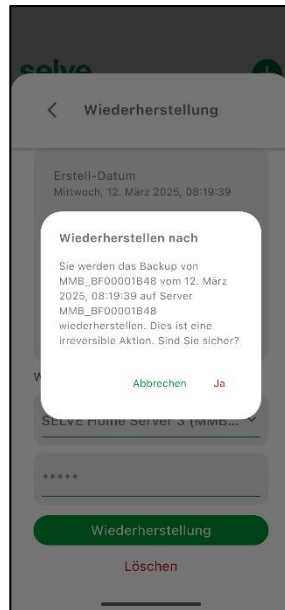 selve
Wiederherstellung
Erstell-Datum
Mittwoch, 12. März 2025, 08:19:39
Wiederherstellen nach
Sie werden das Backup von
MMB_BF00001B48 vom 12. März
2025, 08:19:39 auf Server
MMB_BF00001B48
wiederherstellen. Dies ist eine
irreversible Aktion. Sind Sie sicher?
Abbrechen Ja
SELVE Home Server 3 (MMB...
*****
Wiederherstellung
Löschen